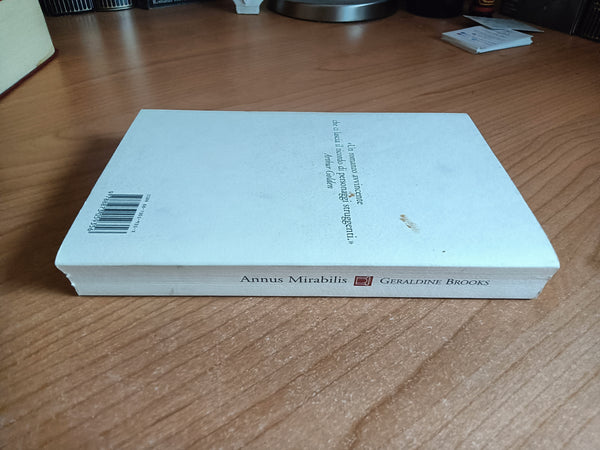 «Un romanzo avvincente
che ci lascia il ricordo di personaggi struggenti.»
Arthur Golden
Annus Mirabilis GERALDINE BROOKS